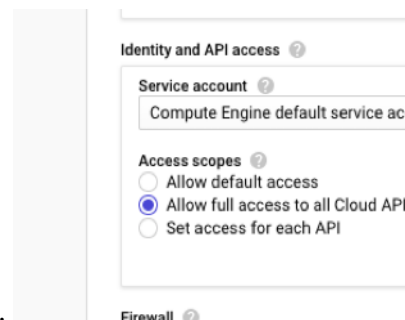 Identity and API access
Service account
Compute Engine default service ac
Access scopes
Allow default access
Allow full access to all Cloud API
Set access for each API
Firewall